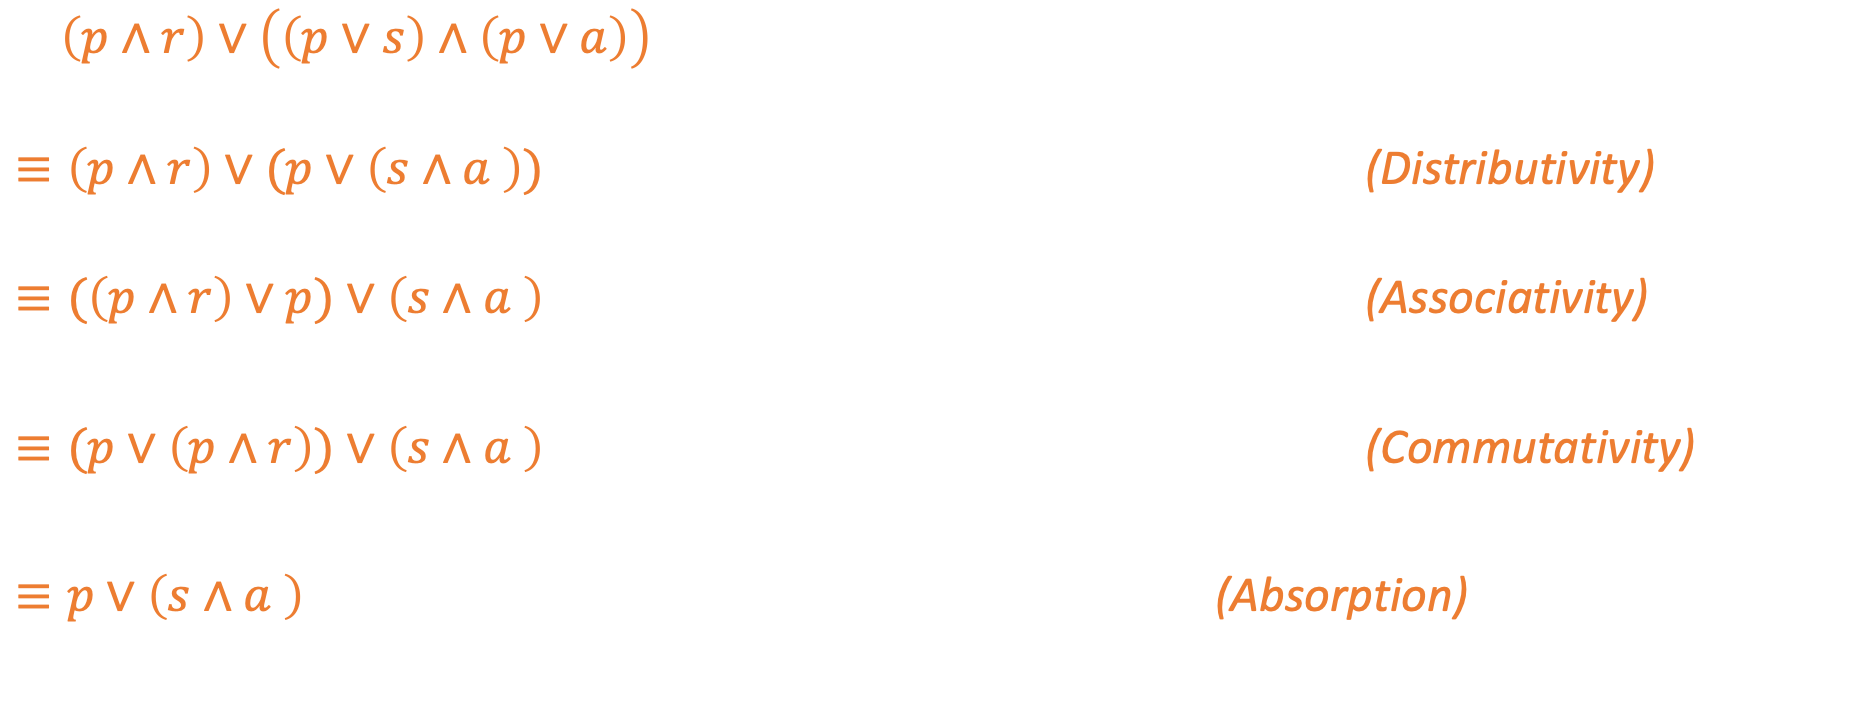 (p ∧ r) ∨ ((p ∨ s) ∧ (p ∨ a))
≡ (p ∧ r) ∨ (p ∨ (s ∧ a )) (Distributivity)
≡ ((p ∧ r) ∨ p) ∨ (s ∧ a ) (Associativity)
≡ (p ∨ (p ∧ r)) ∨ (s ∧ a ) (Commutativity)
≡ p ∨ (s ∧ a ) (Absorption)